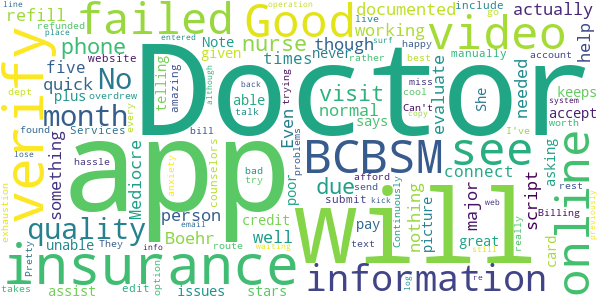 refill refunded failed Good documented video include working
line operation place entered
website phone nurse though actually
Note given times never help happy live surf
account manually go
verify telling five No quick plus
amazing although able Even
Doctor
back talk trying
visit normal says
best rather miss cool Can't
evaluate needed She keeps
dept overdrew every
month something
Services found bill
BCBSM see connect
accept worth system copy I've
app Will online
lose hassle
Mediocre counselors poor
bad try problems
due nothing picture
afford send submit
Continuously
script asking
Billing rest
exhaustion anxiety
quality person Boehr credit well pay
kick text
major great really
card web still
unable They info email waiting
route
insurance information
option log re
Pretty takes assist edit issues stars
previously